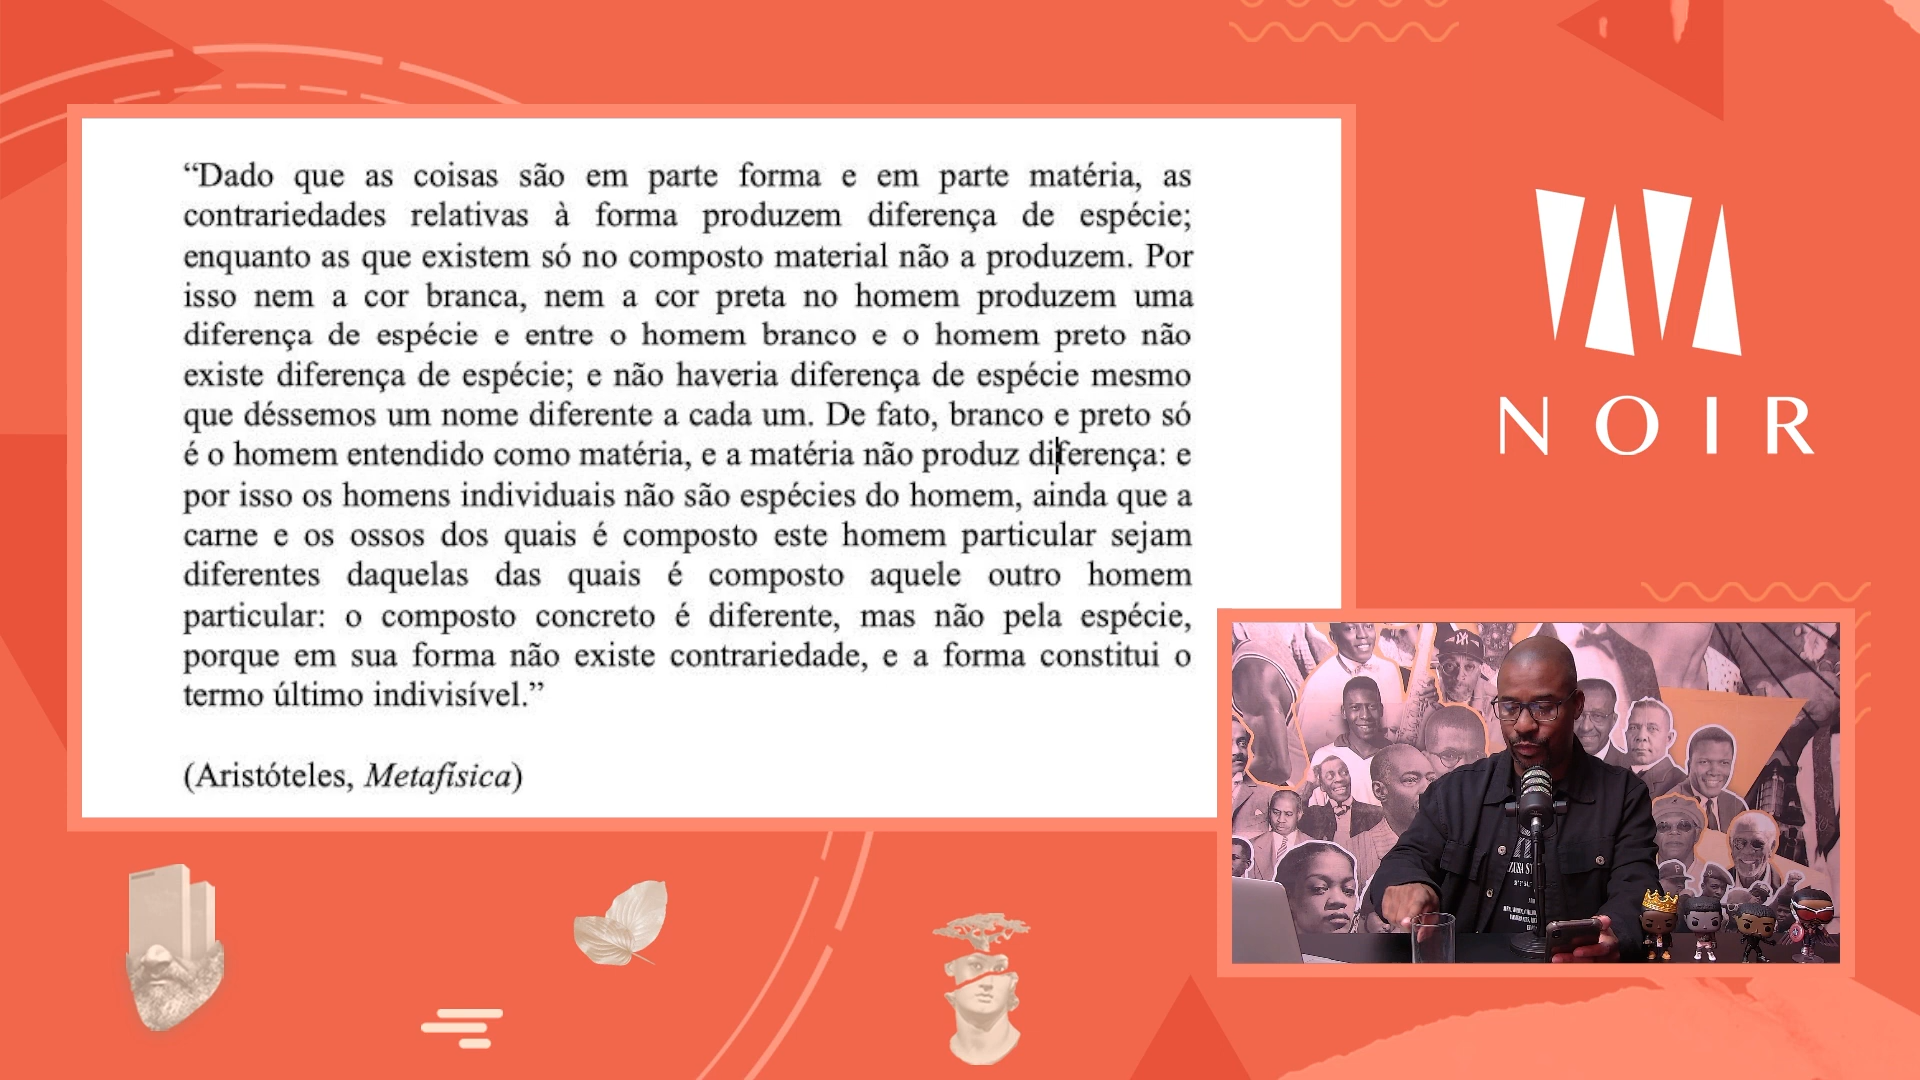 “Dado que as coisas são em parte forma e em parte matéria, as
contrariedades relativas à forma produzem diferença de espécie;
enquanto as que existem só no composto material não a produzem. Por
isso nem a cor branca, nem a cor preta no homem produzem uma
diferença de espécie e entre o homem branco e o homem preto não
existe diferença de espécie; e não haveria diferença de espécie mesmo
que déssemos um nome diferente a cada um. De fato, branco e preto só
é o homem entendido como matéria, e a matéria não produz diferença: e
por isso os homens individuais não são espécies do homem, ainda que a
carne e os ossos dos quais é composto este homem particular sejam
diferentes daquelas das quais é composto aquele outro homem
particular: o composto concreto é diferente, mas não pela espécie,
porque em sua forma não existe contrariedade, e a forma constitui o
termo último indivisível.”
(Aristóteles, Metafísica)
NOIR